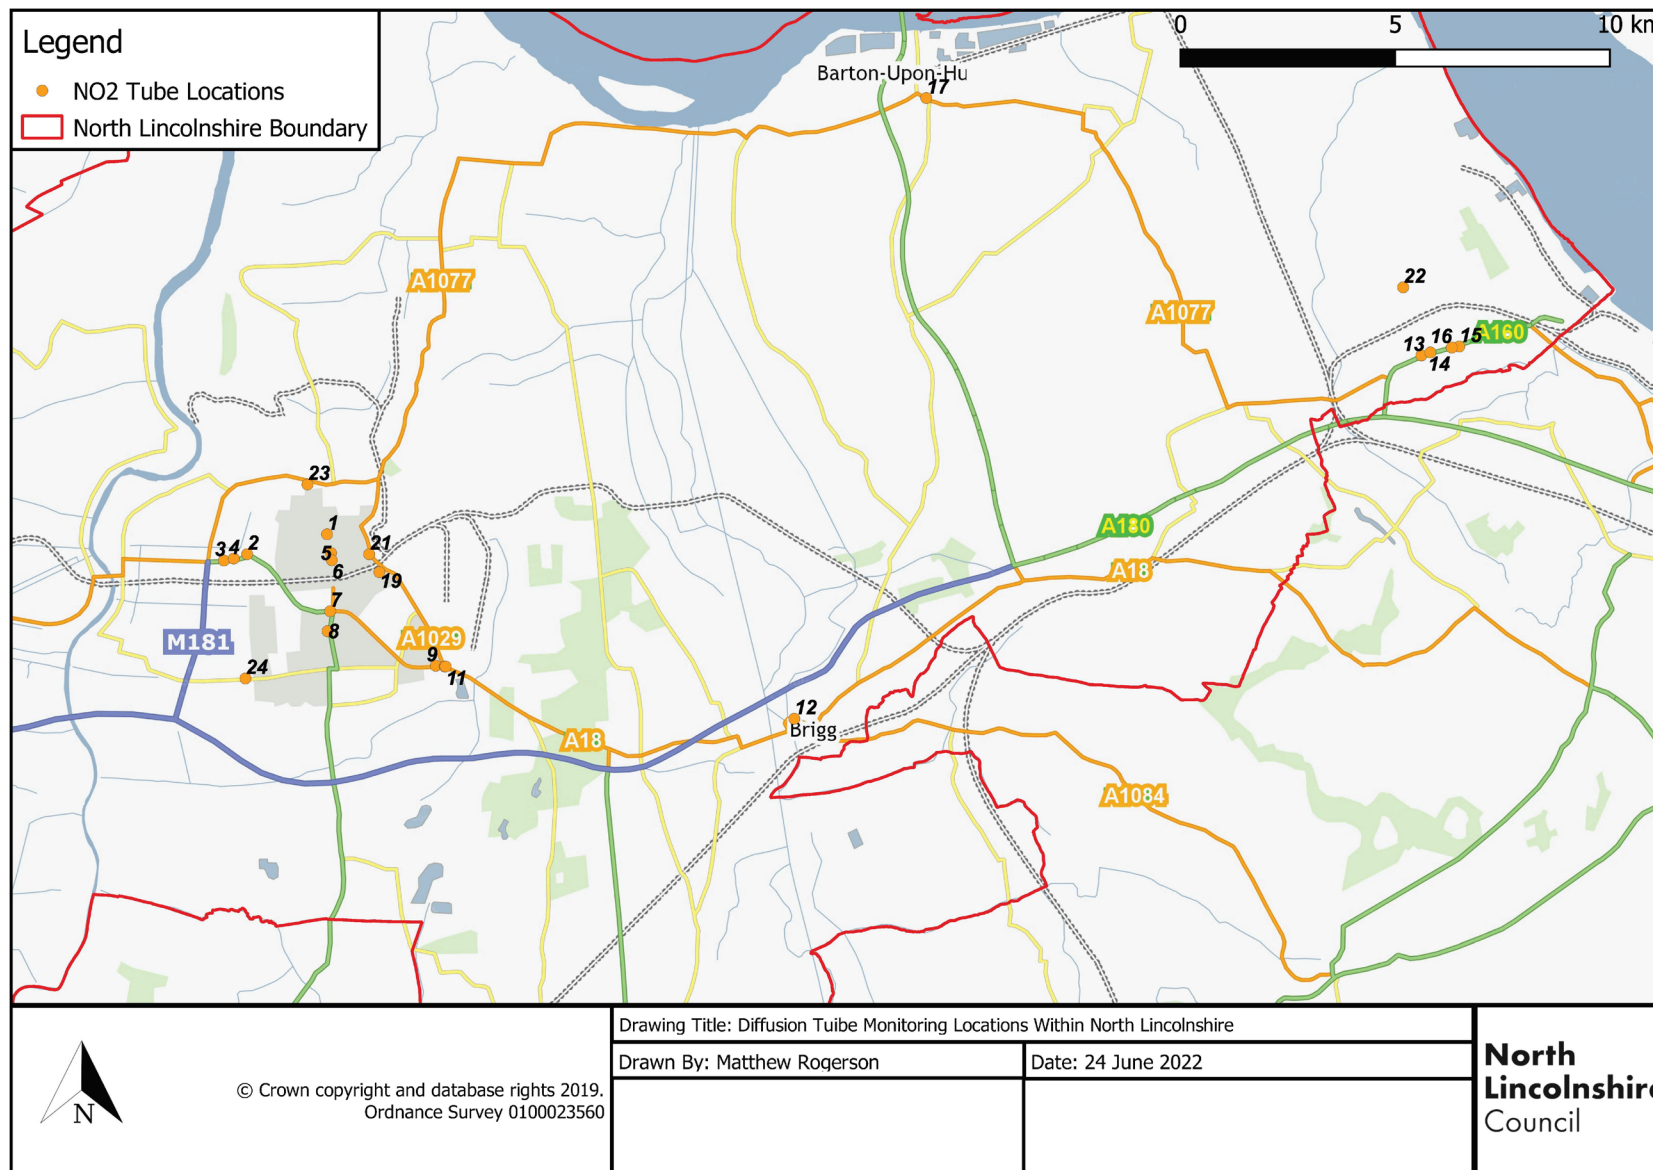 Legend
NO2 Tube Locations
North Lincolnshire Boundary
0 5 10 km
Barton-Upon-Hu
17
A1077
A1077
22
A160
13 16 15
14
23
1
3 4 2
5
21
6
19
A180
A18
7
8
M181
A1029
9
11
24
12
Brigg
A18
A1084
N
© Crown copyright and database rights 2019.
Ordnance Survey 0100023560
Drawing Title: Diffusion Tuibe Monitoring Locations Within North Lincolnshire
Drawn By: Matthew Rogerson
Date: 24 June 2022
North
Lincolnshire
Council